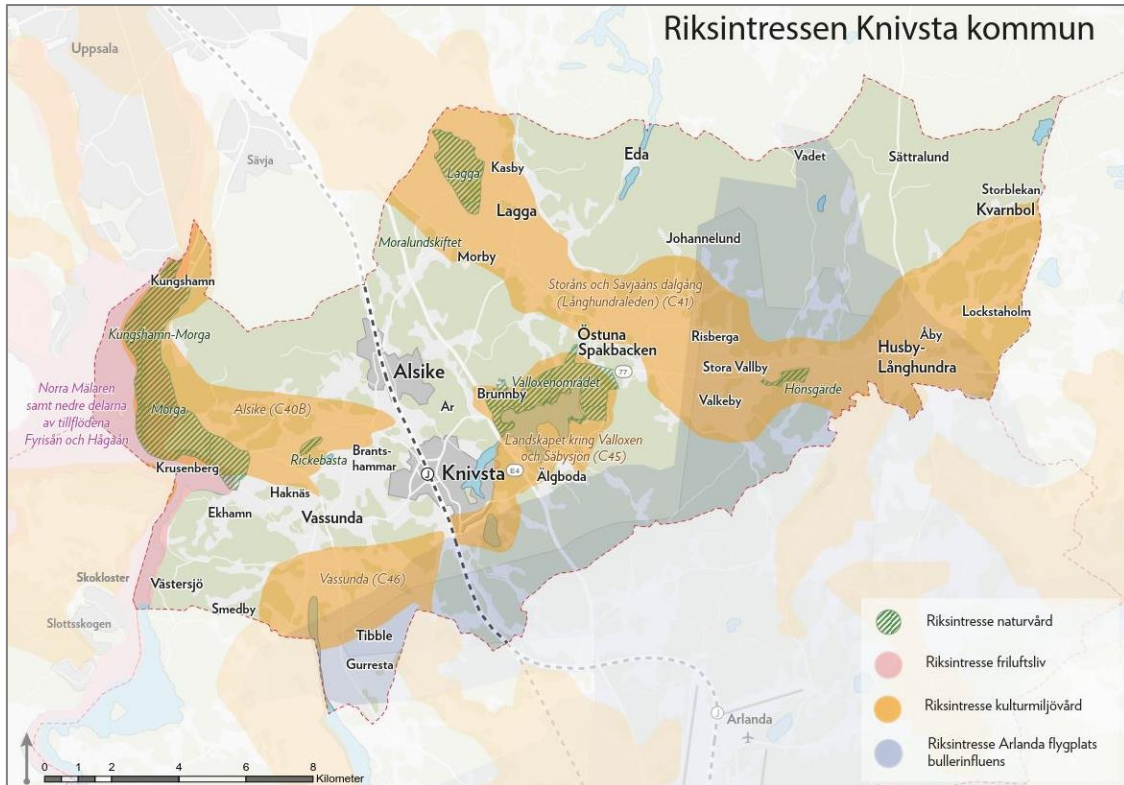 Riksintressen Knivsta kommun
Uppsala
Sävja
Lagga
Kasby
Eda
Vadet
Sättralund
Storblekan
Kvarnbol
Lagga
Moralundskiftet
Morby
Johannelund
Kungshamn
Storåns och Sävjaåns dalgång
(Långhundraleden) (C41)
Lockstaholm
Kungshamn-Morga
Östuna
Spakbacken
Risberga
Åby
Husby-
Långhundra
Alsike
77
Stora Vallby
Hönsgärde
Valloxenområdet
Brunnby
Valkeby
Norra Mälaren
samt nedre delarna
av tillflödena
Fyrisån och Hågaån
Morga
Alsike (C40B)
Ar
Landskapet kring Valloxen
och Säbysjön (C45)
Rickebasta
Brants-
hammar
Krusenberg
J
Knivsta
E4
Älgboda
Haknäs
Ekhamn
Vassunda
Skokloster
Västersjö
Vassunda (C46)
Smedby
Slottsskogen
Tibble
Gurresta
J
Arlanda
Riksintresse naturvård
Riksintresse friluftsliv
Riksintresse kulturmiljövård
Riksintresse Arlanda flygplats
bullerinfluens
0 1 2 4 6 8
Kilometer